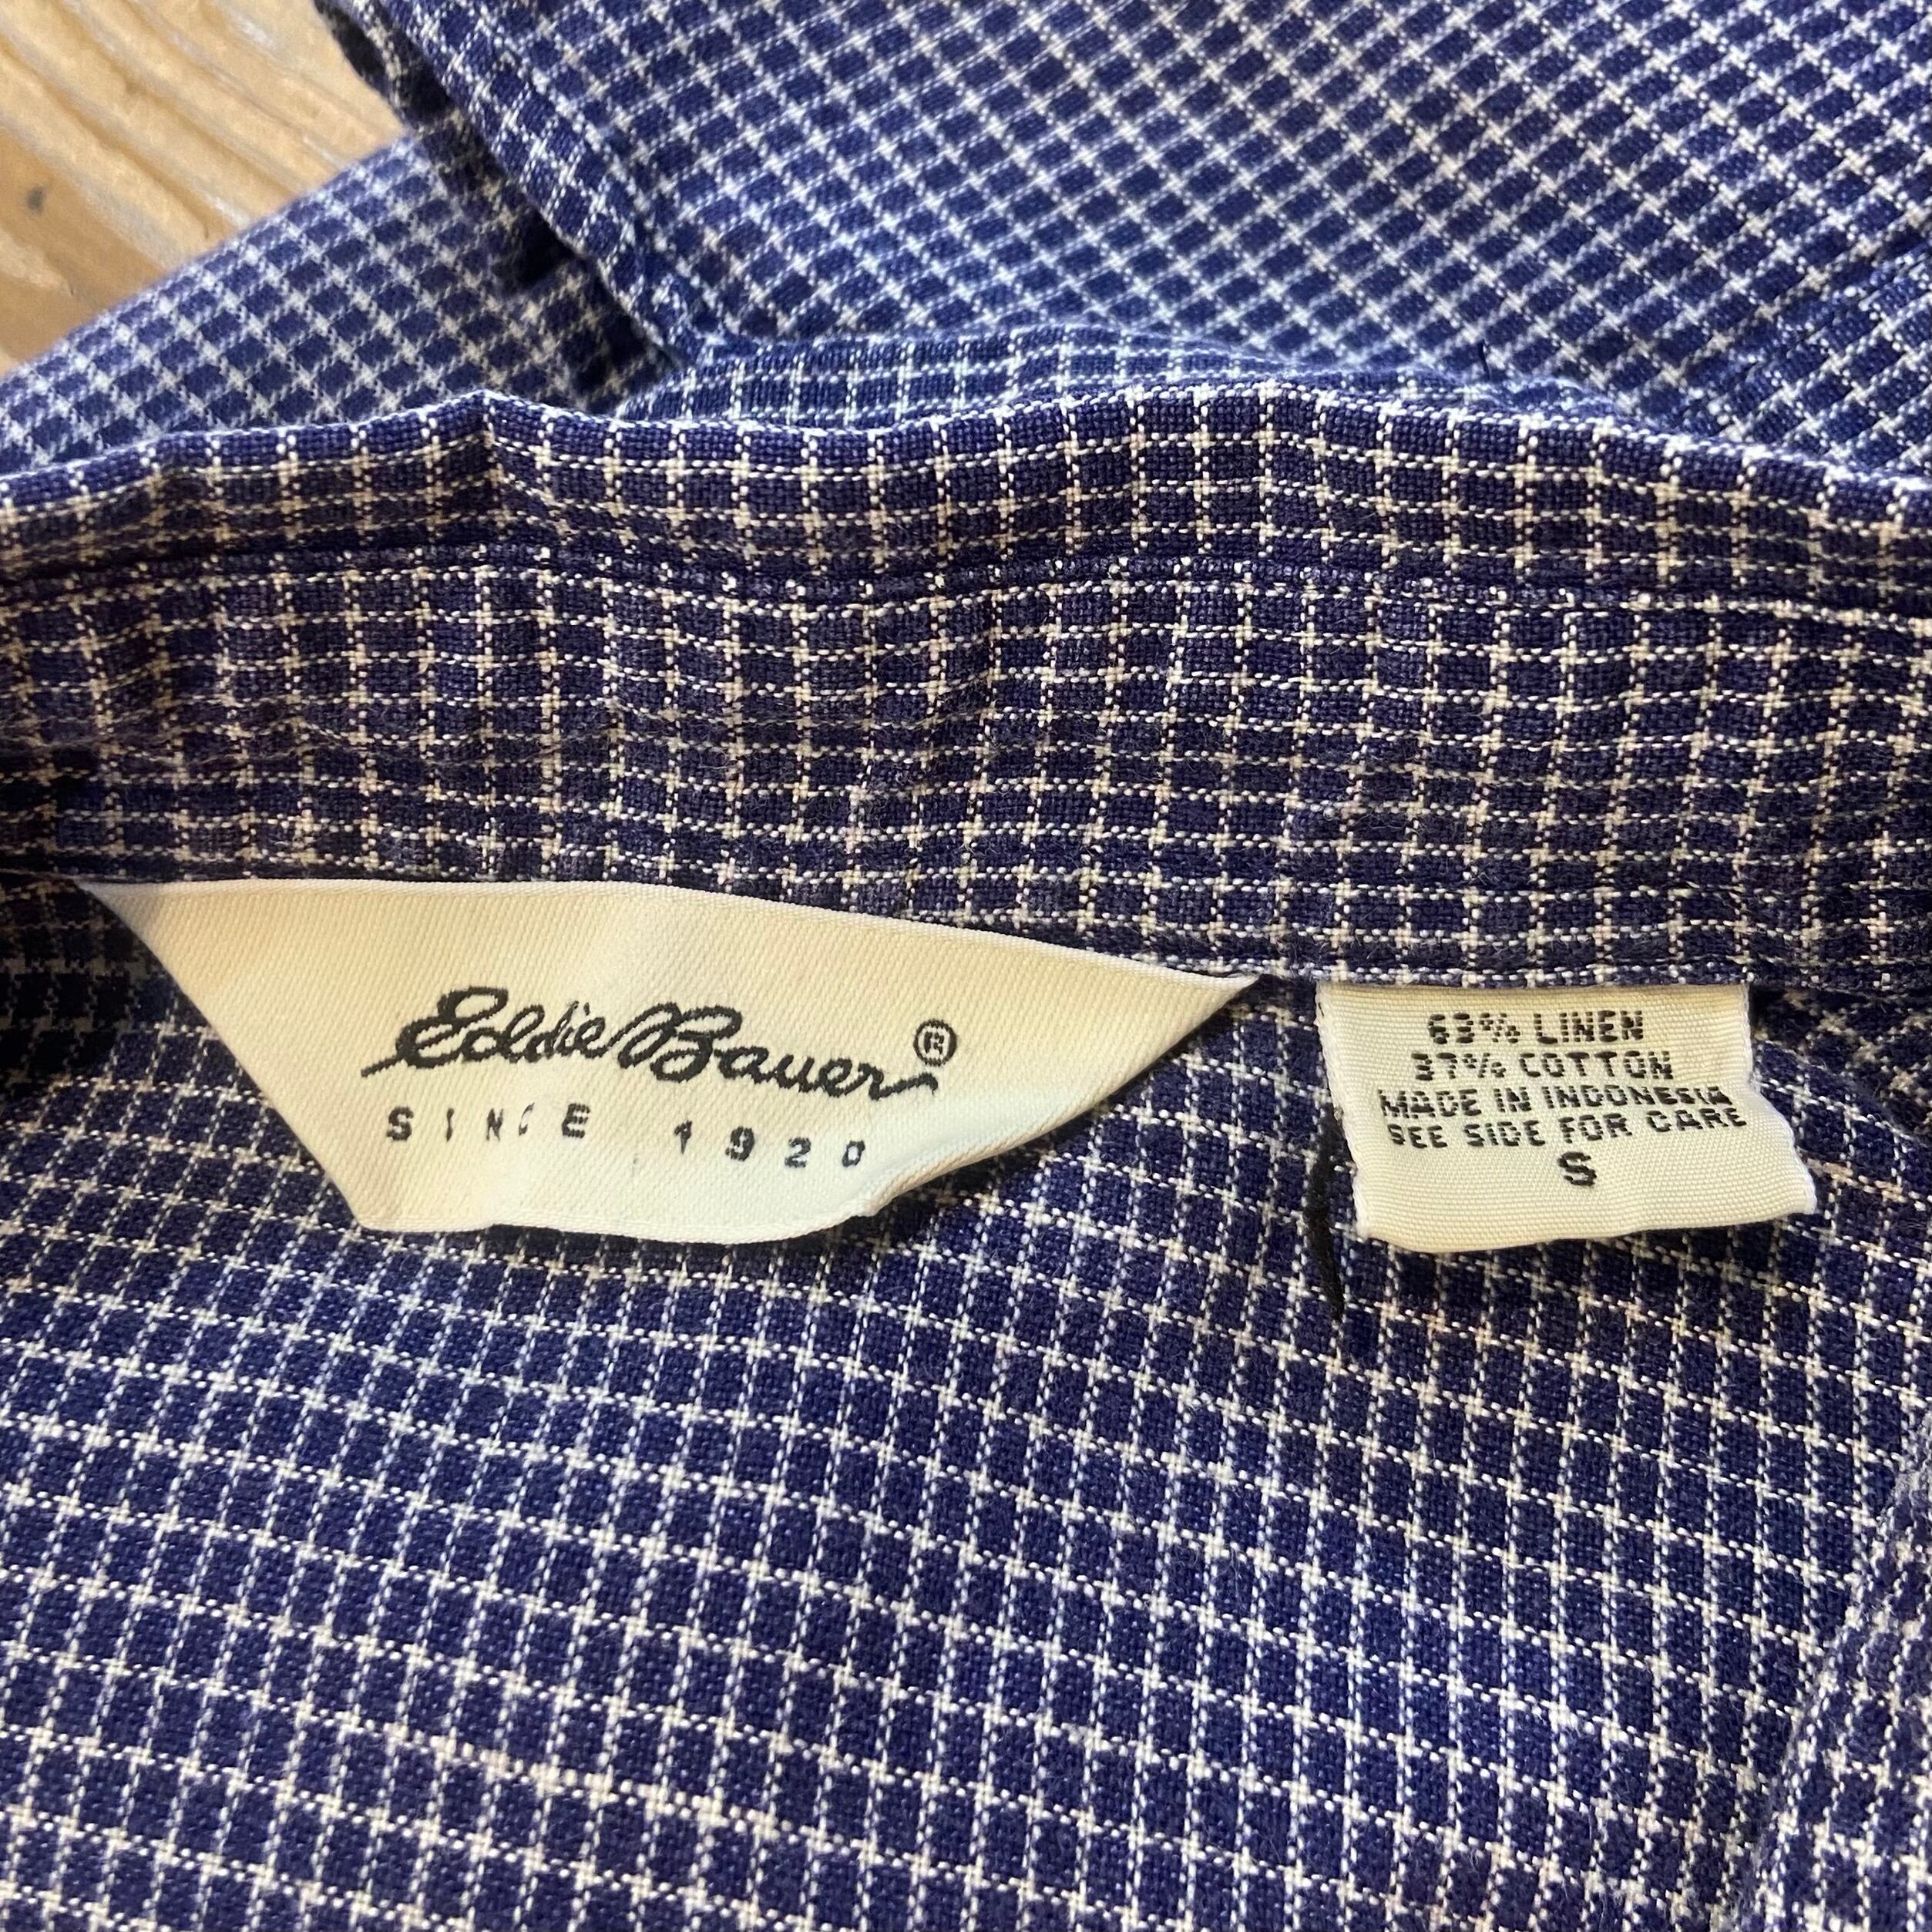 Eddie Bauer ®
SINCE 1920
63% LINEN
37% COTTON
MADE IN INDONESIA
SEE SIDE FOR CARE
S